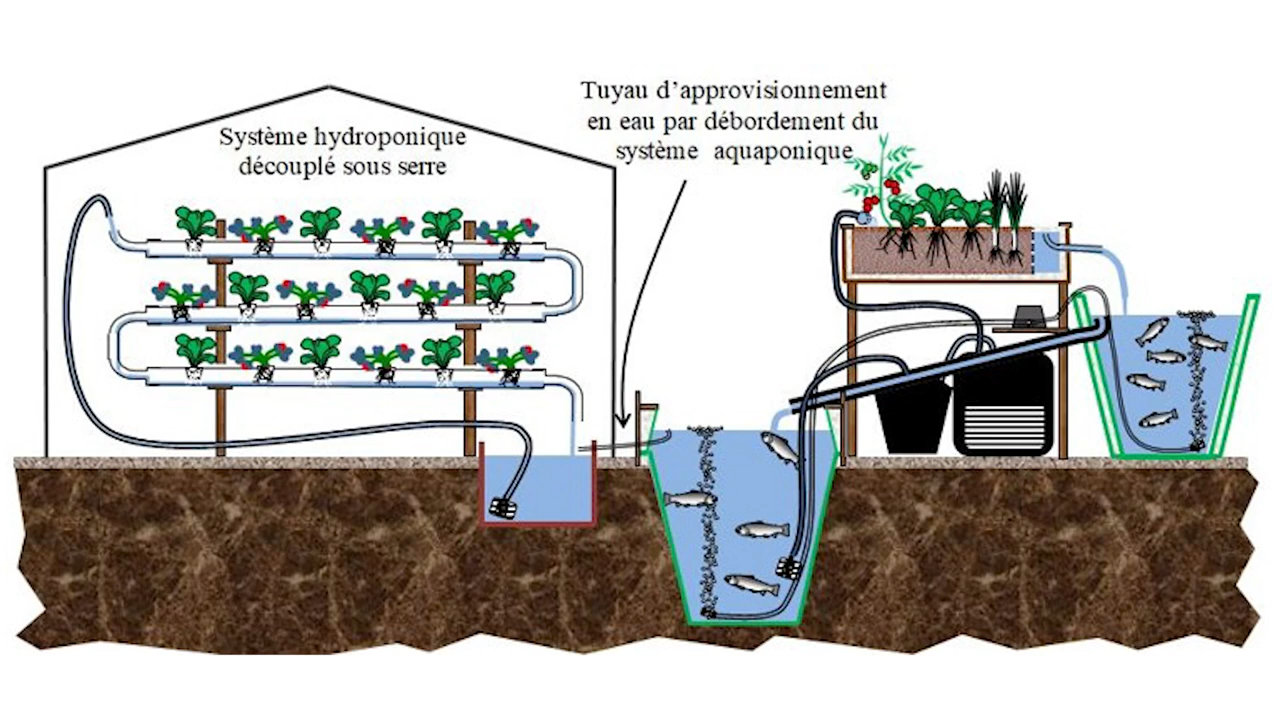 Système hydroponique
découplé sous serre
Tuyau d’approvisionnement
en eau par débordement du
système aquaponique